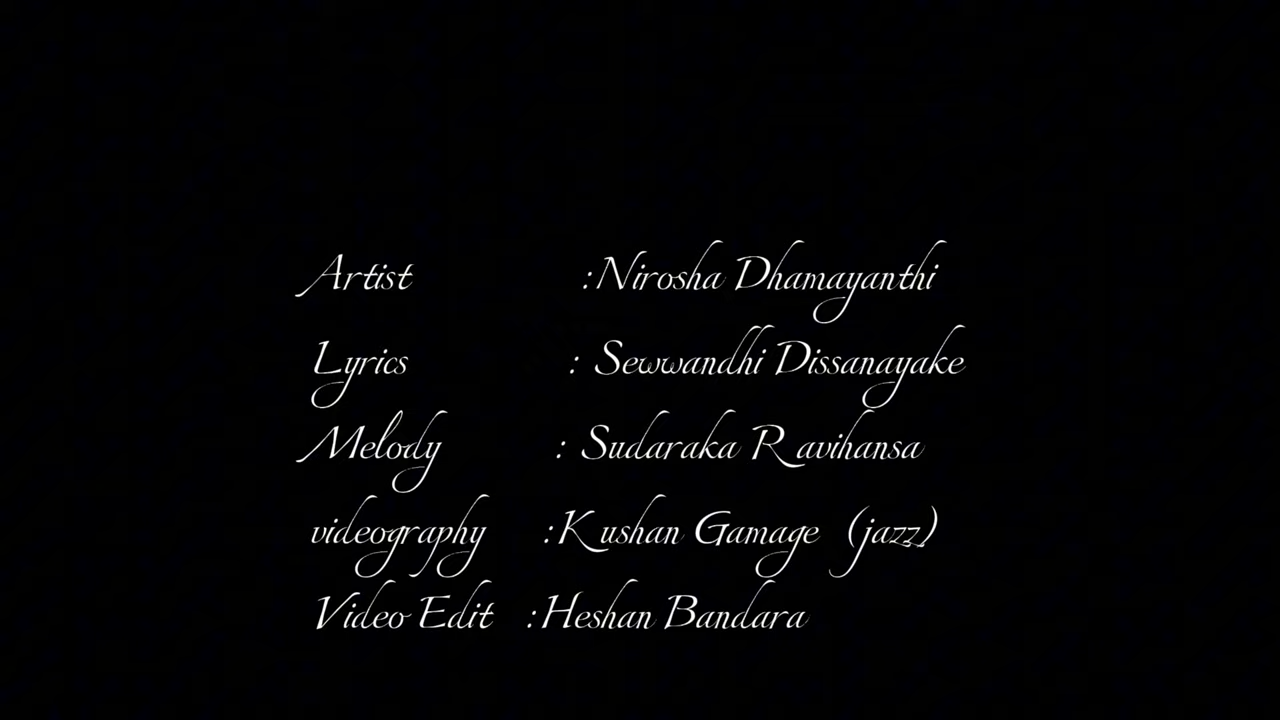 Artist :Nirosha Dhamayanthi
Lyrics : Sewwandhi Dissanayake
Melody : Sudaraka Ravihansa
videography :Kushan Gamage (jazz)
Video Edit :Heshan Bandara